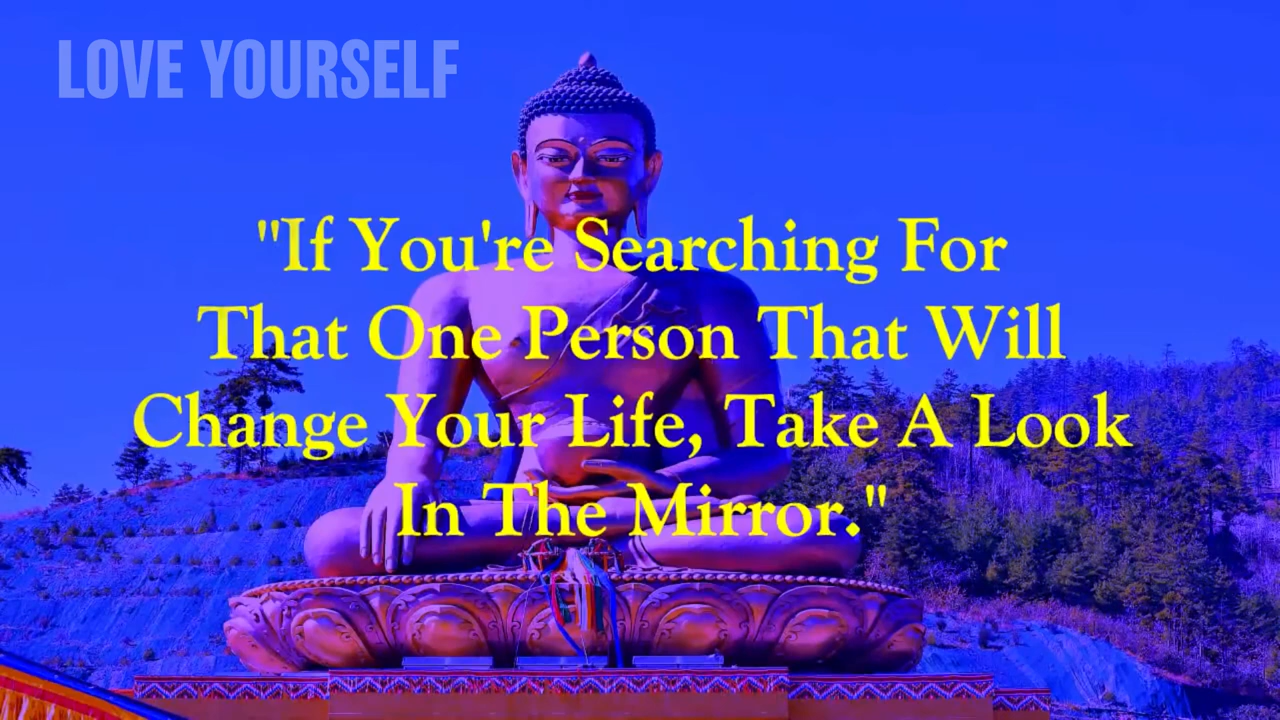 LOVE YOURSELF
"If You're Searching For
That One Person That Will
Change Your Life, Take A Look
In The Mirror."